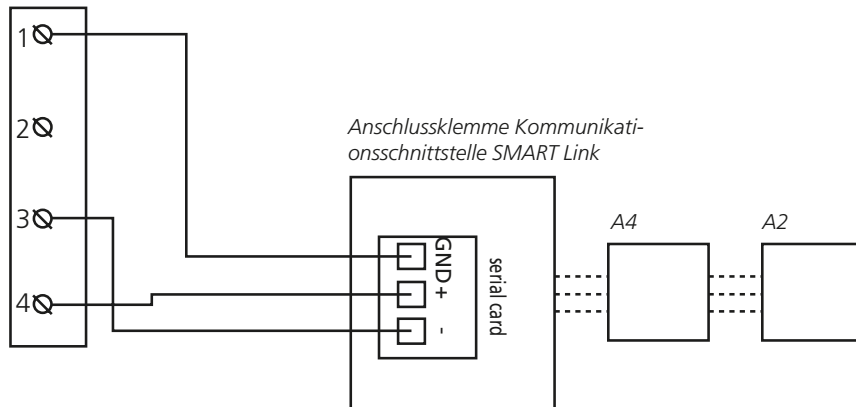 1
2
3
4
Anschlussklemme Kommunikati-
onsschnittstelle SMART Link
GND
+
-
serial card
A4
A2